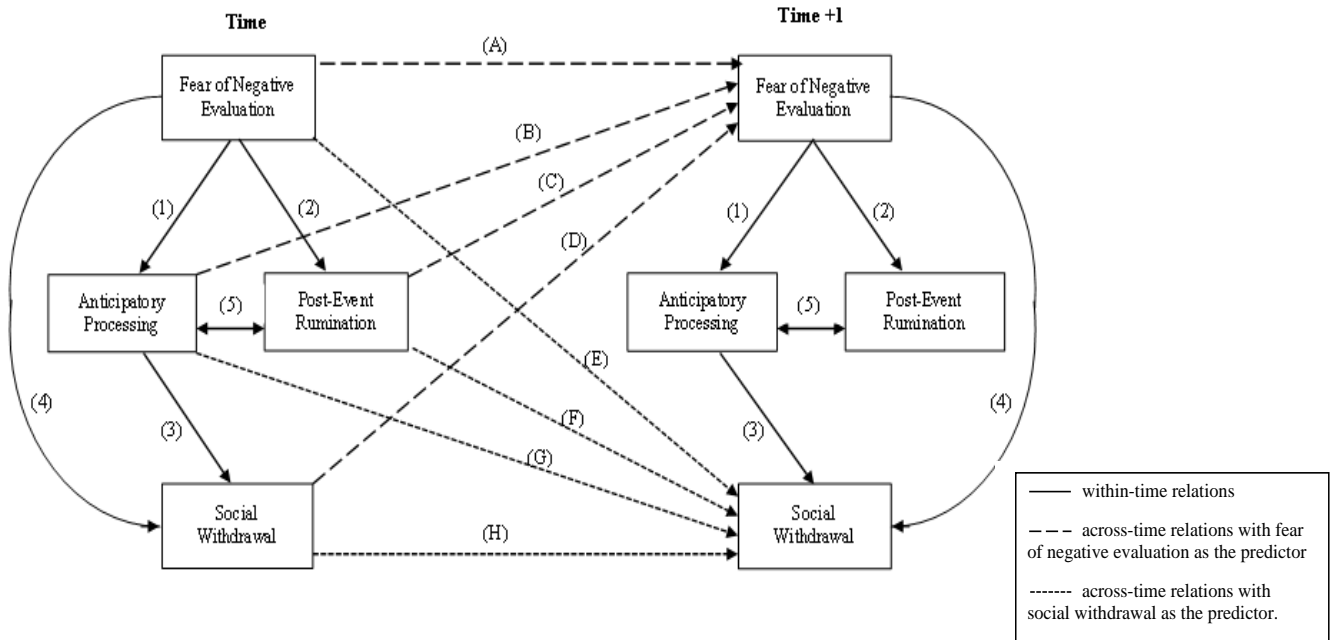 Time
Time +1
(A)
Fear of Negative
Evaluation
Fear of Negative
Evaluation
(B)
(C)
(1)
(2)
(D)
(1)
(2)
Anticipatory
Processing
(5)
Post-Event
Rumination
Anticipatory
Processing
(5)
Post-Event
Rumination
(E)
(4)
(3)
(F)
(G)
(3)
(4)
Social
Withdrawal
(H)
Social
Withdrawal
within-time relations
across-time relations with fear
of negative evaluation as the predictor
across-time relations with
social withdrawal as the predictor.